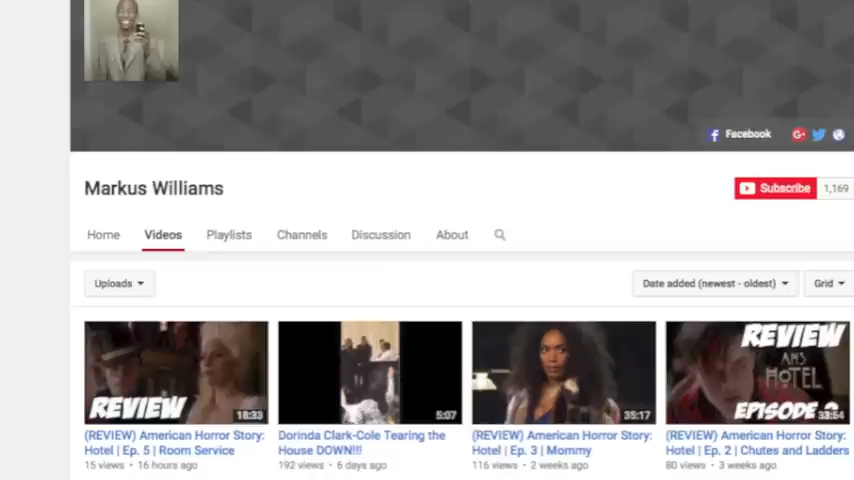 Facebook
Markus Williams
Subscribe 1,169
Home Videos Playlists Channels Discussion About
Uploads Date added (newest - oldest) Grid
REVIEW 18:33
5:07
35:17
REVIEW AHS HOTEL EPISODE 2 33:54
(REVIEW) American Horror Story: Hotel | Ep. 5 | Room Service
15 views • 16 hours ago
Dorinda Clark-Cole Tearing the House DOWN!!!
192 views • 6 days ago
(REVIEW) American Horror Story: Hotel | Ep. 3 | Mommy
116 views • 2 weeks ago
(REVIEW) American Horror Story: Hotel | Ep. 2 | Chutes and Ladders
80 views • 3 weeks ago